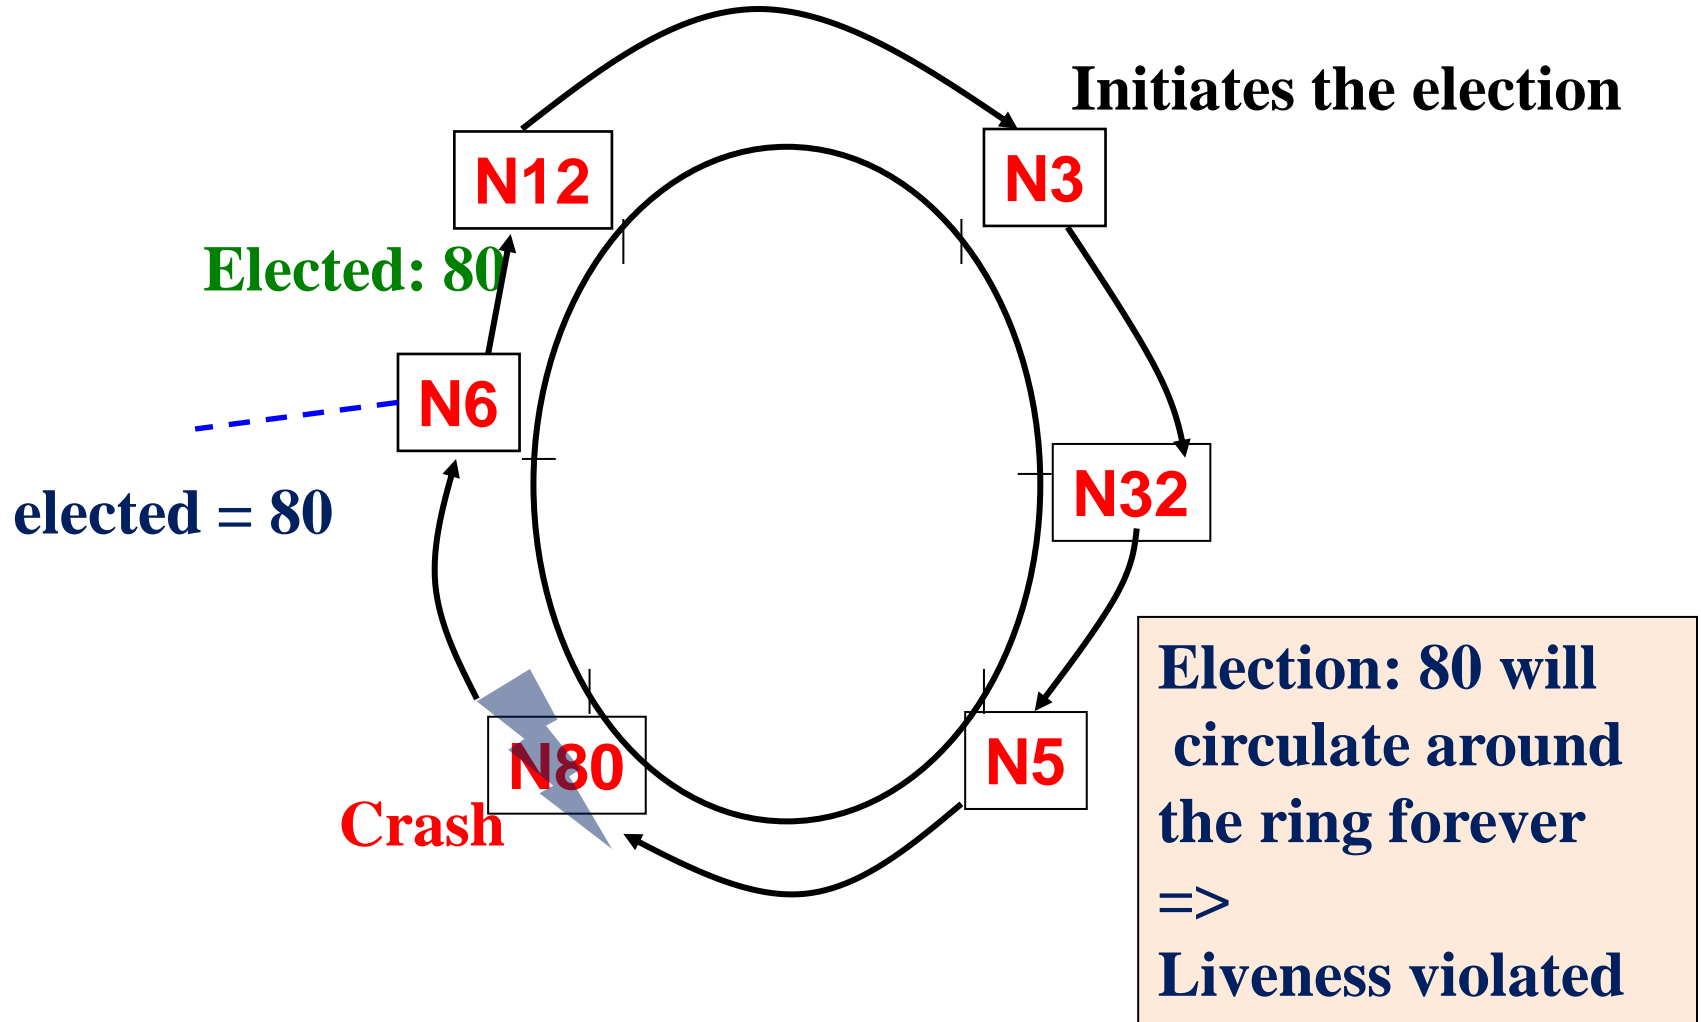 Initiates the election
N12
N3
Elected: 80
N6
N32
elected = 80
N80
N5
Crash
Election: 80 will
circulate around
the ring forever
=>
Liveness violated